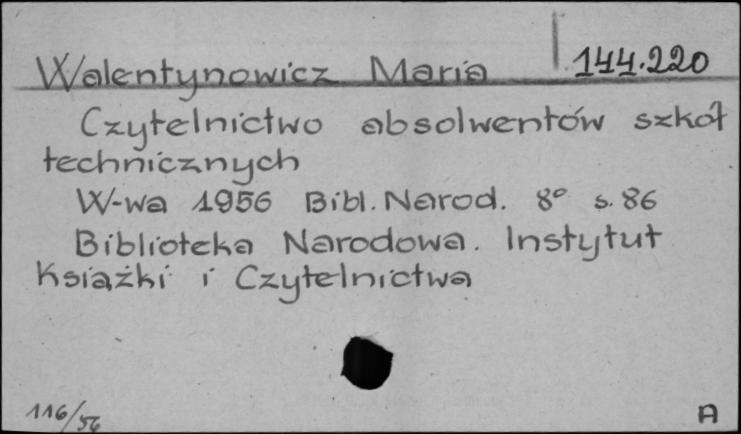 Walentynowicz Maria 144.220
Czytelnictwo absolwentów szkół
technicznych
W-wa 1956 Bibl. Narod. 8° s. 86
Biblioteka Narodowa. Instytut
Książki i Czytelnictwa
116/56 A